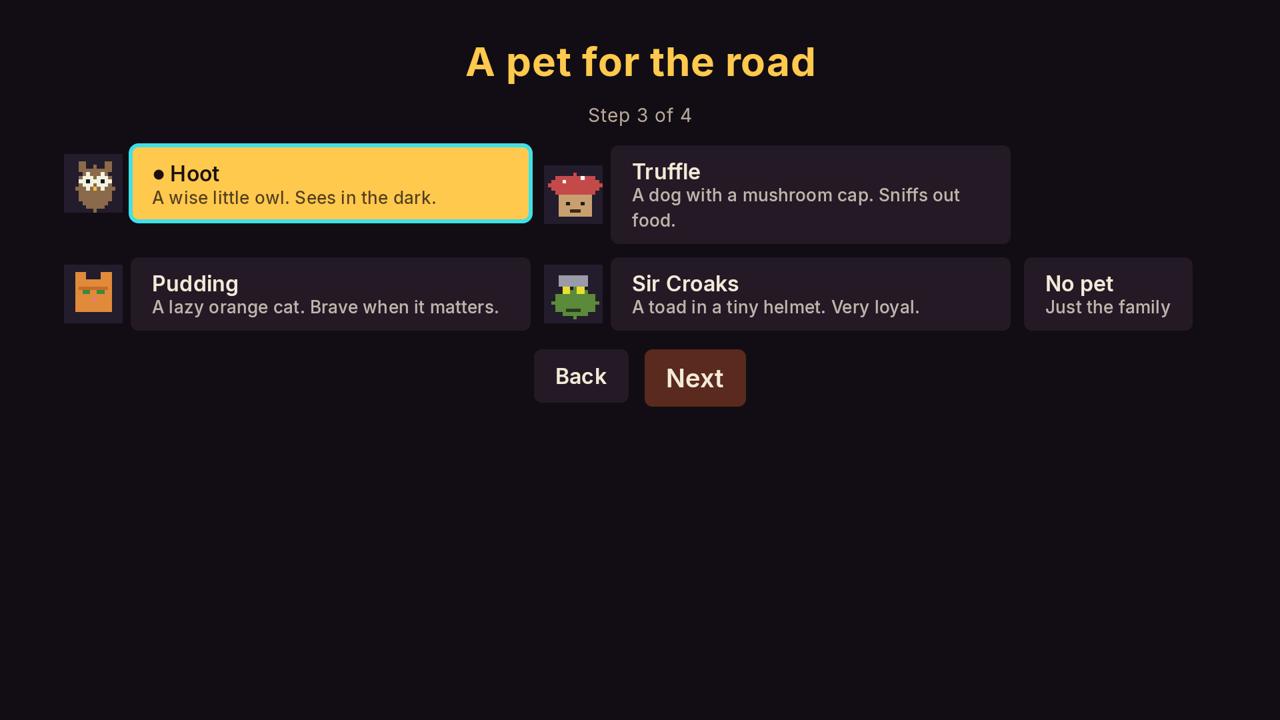 A pet for the road
Step 3 of 4
● Hoot
A wise little owl. Sees in the dark.
Truffle
A dog with a mushroom cap. Sniffs out
food.
Pudding
A lazy orange cat. Brave when it matters.
Sir Croaks
A toad in a tiny helmet. Very loyal.
No pet
Just the family
Back
Next